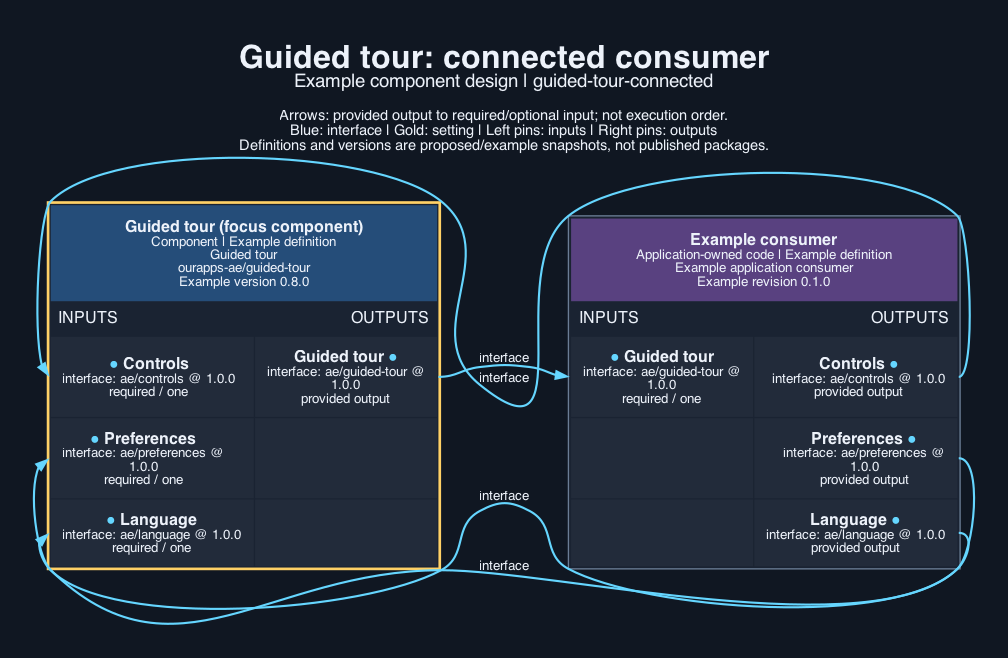 Guided tour: connected consumer
Example component design | guided-tour-connected
Arrows: provided output to required/optional input; not execution order.
Blue: interface | Gold: setting | Left pins: inputs | Right pins: outputs
Definitions and versions are proposed/example snapshots, not published packages.
Guided tour (focus component)
Component | Example definition
Guided tour
ourapps-ae/guided-tour
Example version 0.8.0
INPUTS
OUTPUTS
● Controls
interface: ae/controls @ 1.0.0
required / one
Guided tour ●
interface: ae/guided-tour @
1.0.0
provided output
● Preferences
interface: ae/preferences @
1.0.0
required / one
● Language
interface: ae/language @ 1.0.0
required / one
interface
interface
interface
interface
Example consumer
Application-owned code | Example definition
Example application consumer
Example revision 0.1.0
INPUTS
OUTPUTS
● Guided tour
interface: ae/guided-tour @
1.0.0
required / one
Controls ●
interface: ae/controls @ 1.0.0
provided output
Preferences ●
interface: ae/preferences @
1.0.0
provided output
Language ●
interface: ae/language @ 1.0.0
provided output